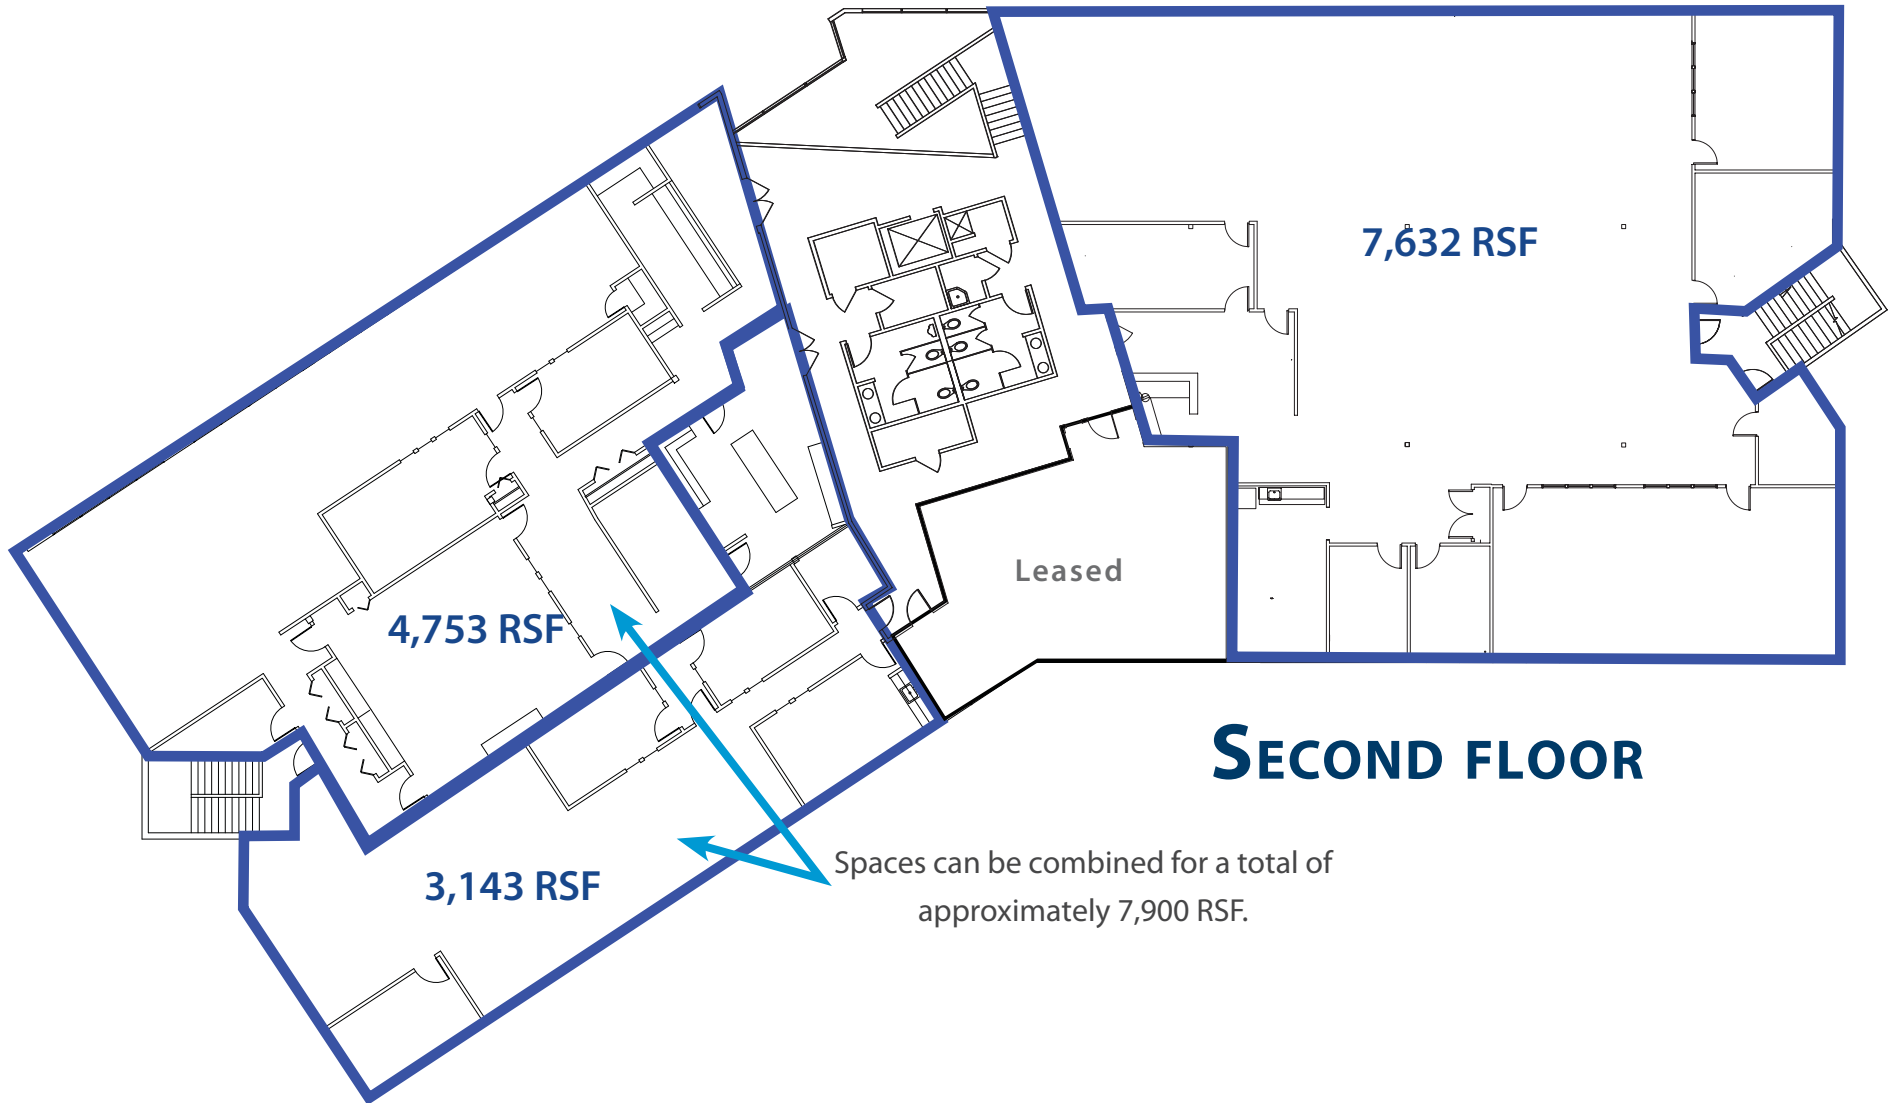 7,632 RSF
Leased
4,753 RSF
SECOND FLOOR
Spaces can be combined for a total of
approximately 7,900 RSF.
3,143 RSF